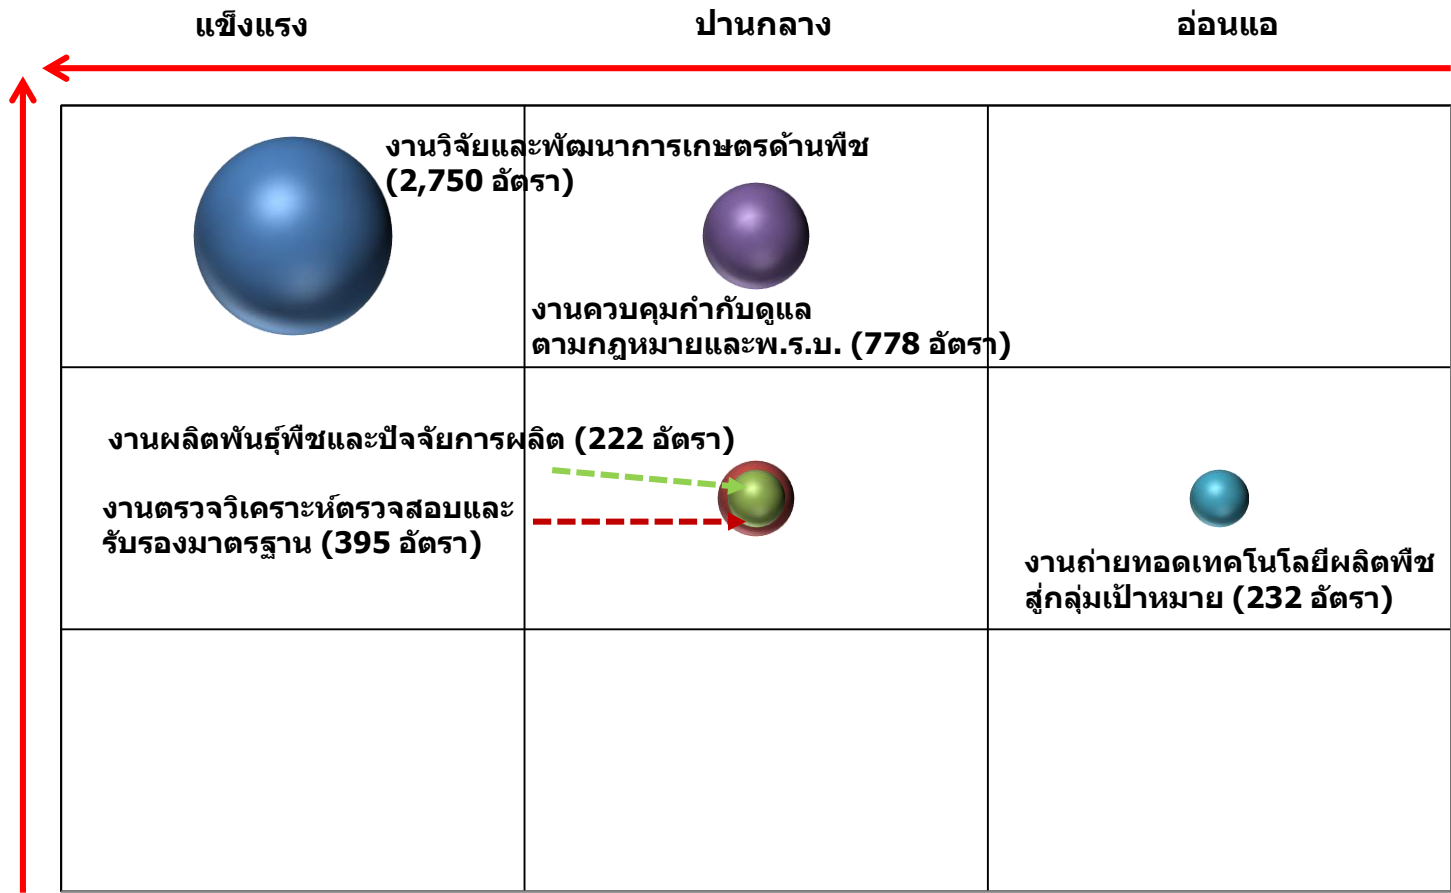 แข็งแรง
ปานกลาง
อ่อนแอ
งานวิจัยและพัฒนาการเกษตรด้านพืช
(2,750 อัตรา)
งานควบคุมกำกับดูแล
ตามกฎหมายและพ.ร.บ. (778 อัตรา)
งานผลิตพันธุ์พืชและปัจจัยการผลิต (222 อัตรา)
งานตรวจวิเคราะห์ตรวจสอบและ
รับรองมาตรฐาน (395 อัตรา)
งานถ่ายทอดเทคโนโลยีผลิตพืช
สู่กลุ่มเป้าหมาย (232 อัตรา)